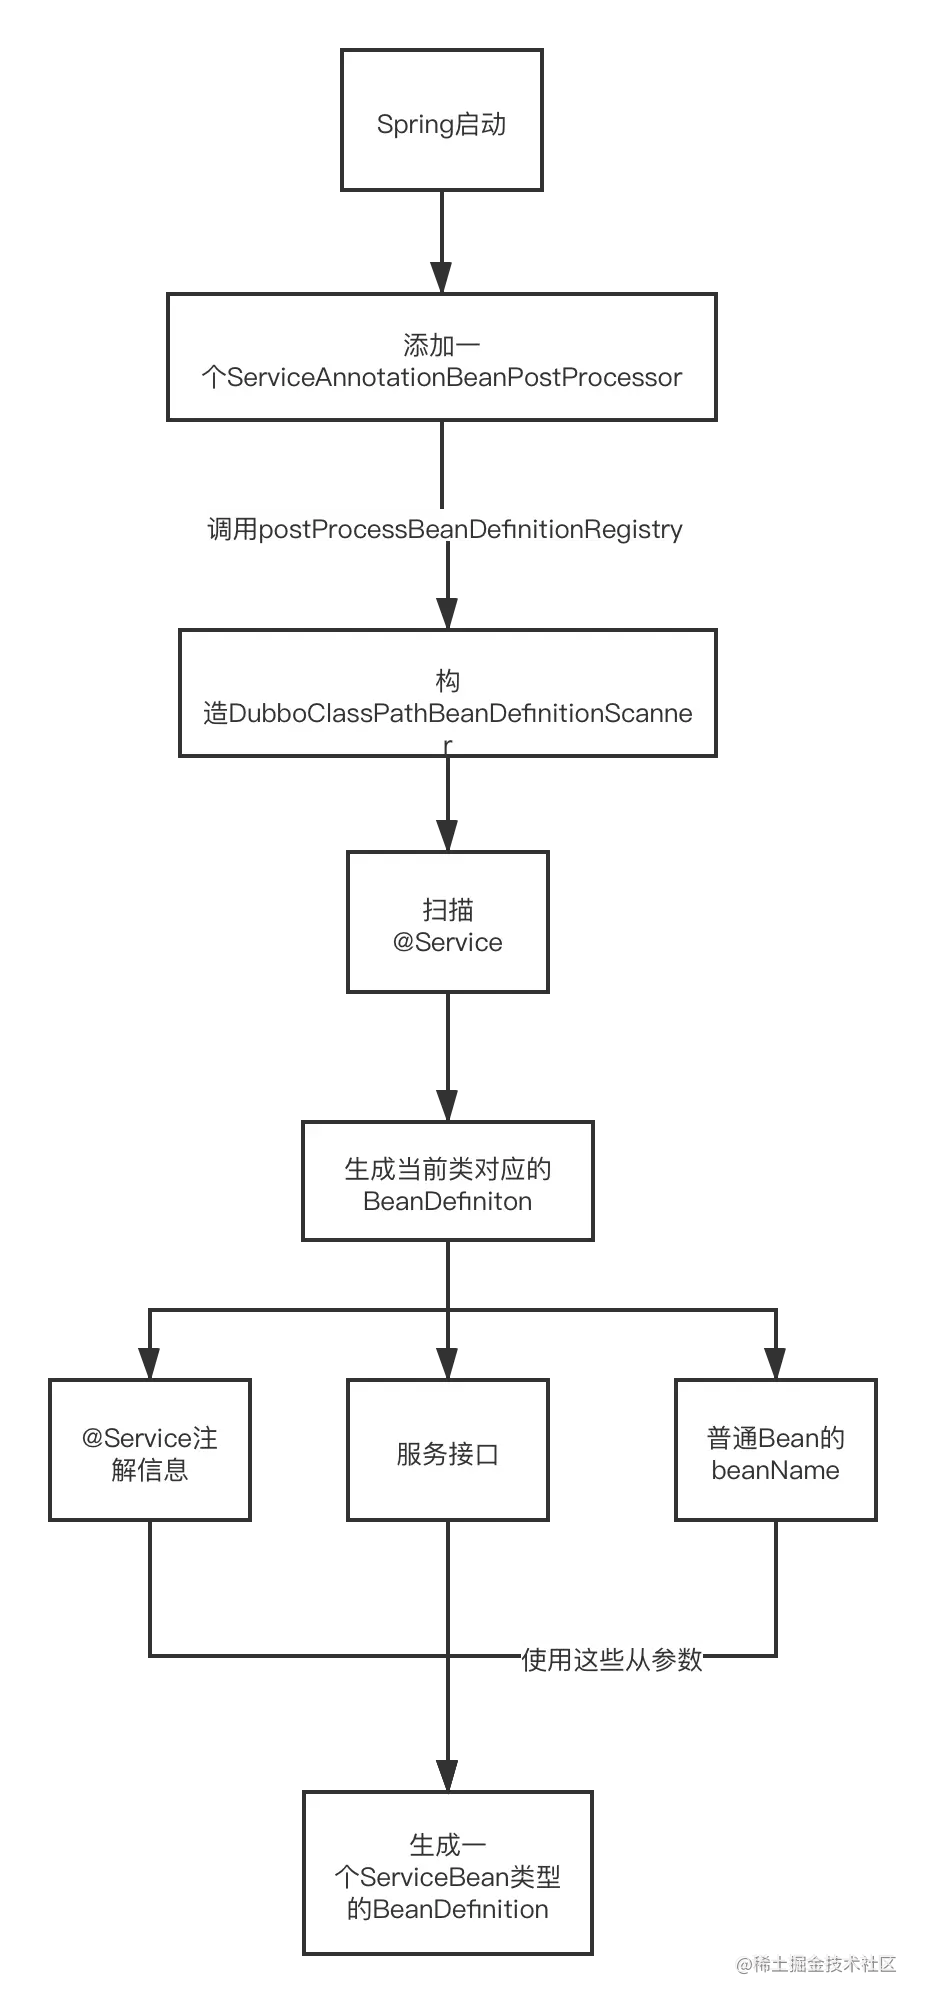 Spring启动
添加一
个ServiceAnnotationBeanPostProcessor
调用postProcessBeanDefinitionRegistry
构
造DubboClassPathBeanDefinitionScanne
r
扫描
@Service
生成当前类对应的
BeanDefiniton
@Service注
解信息
服务接口
普通Bean的
beanName
使用这些从参数
生成一
个ServiceBean类型
的BeanDefinition
@稀土掘金技术社区